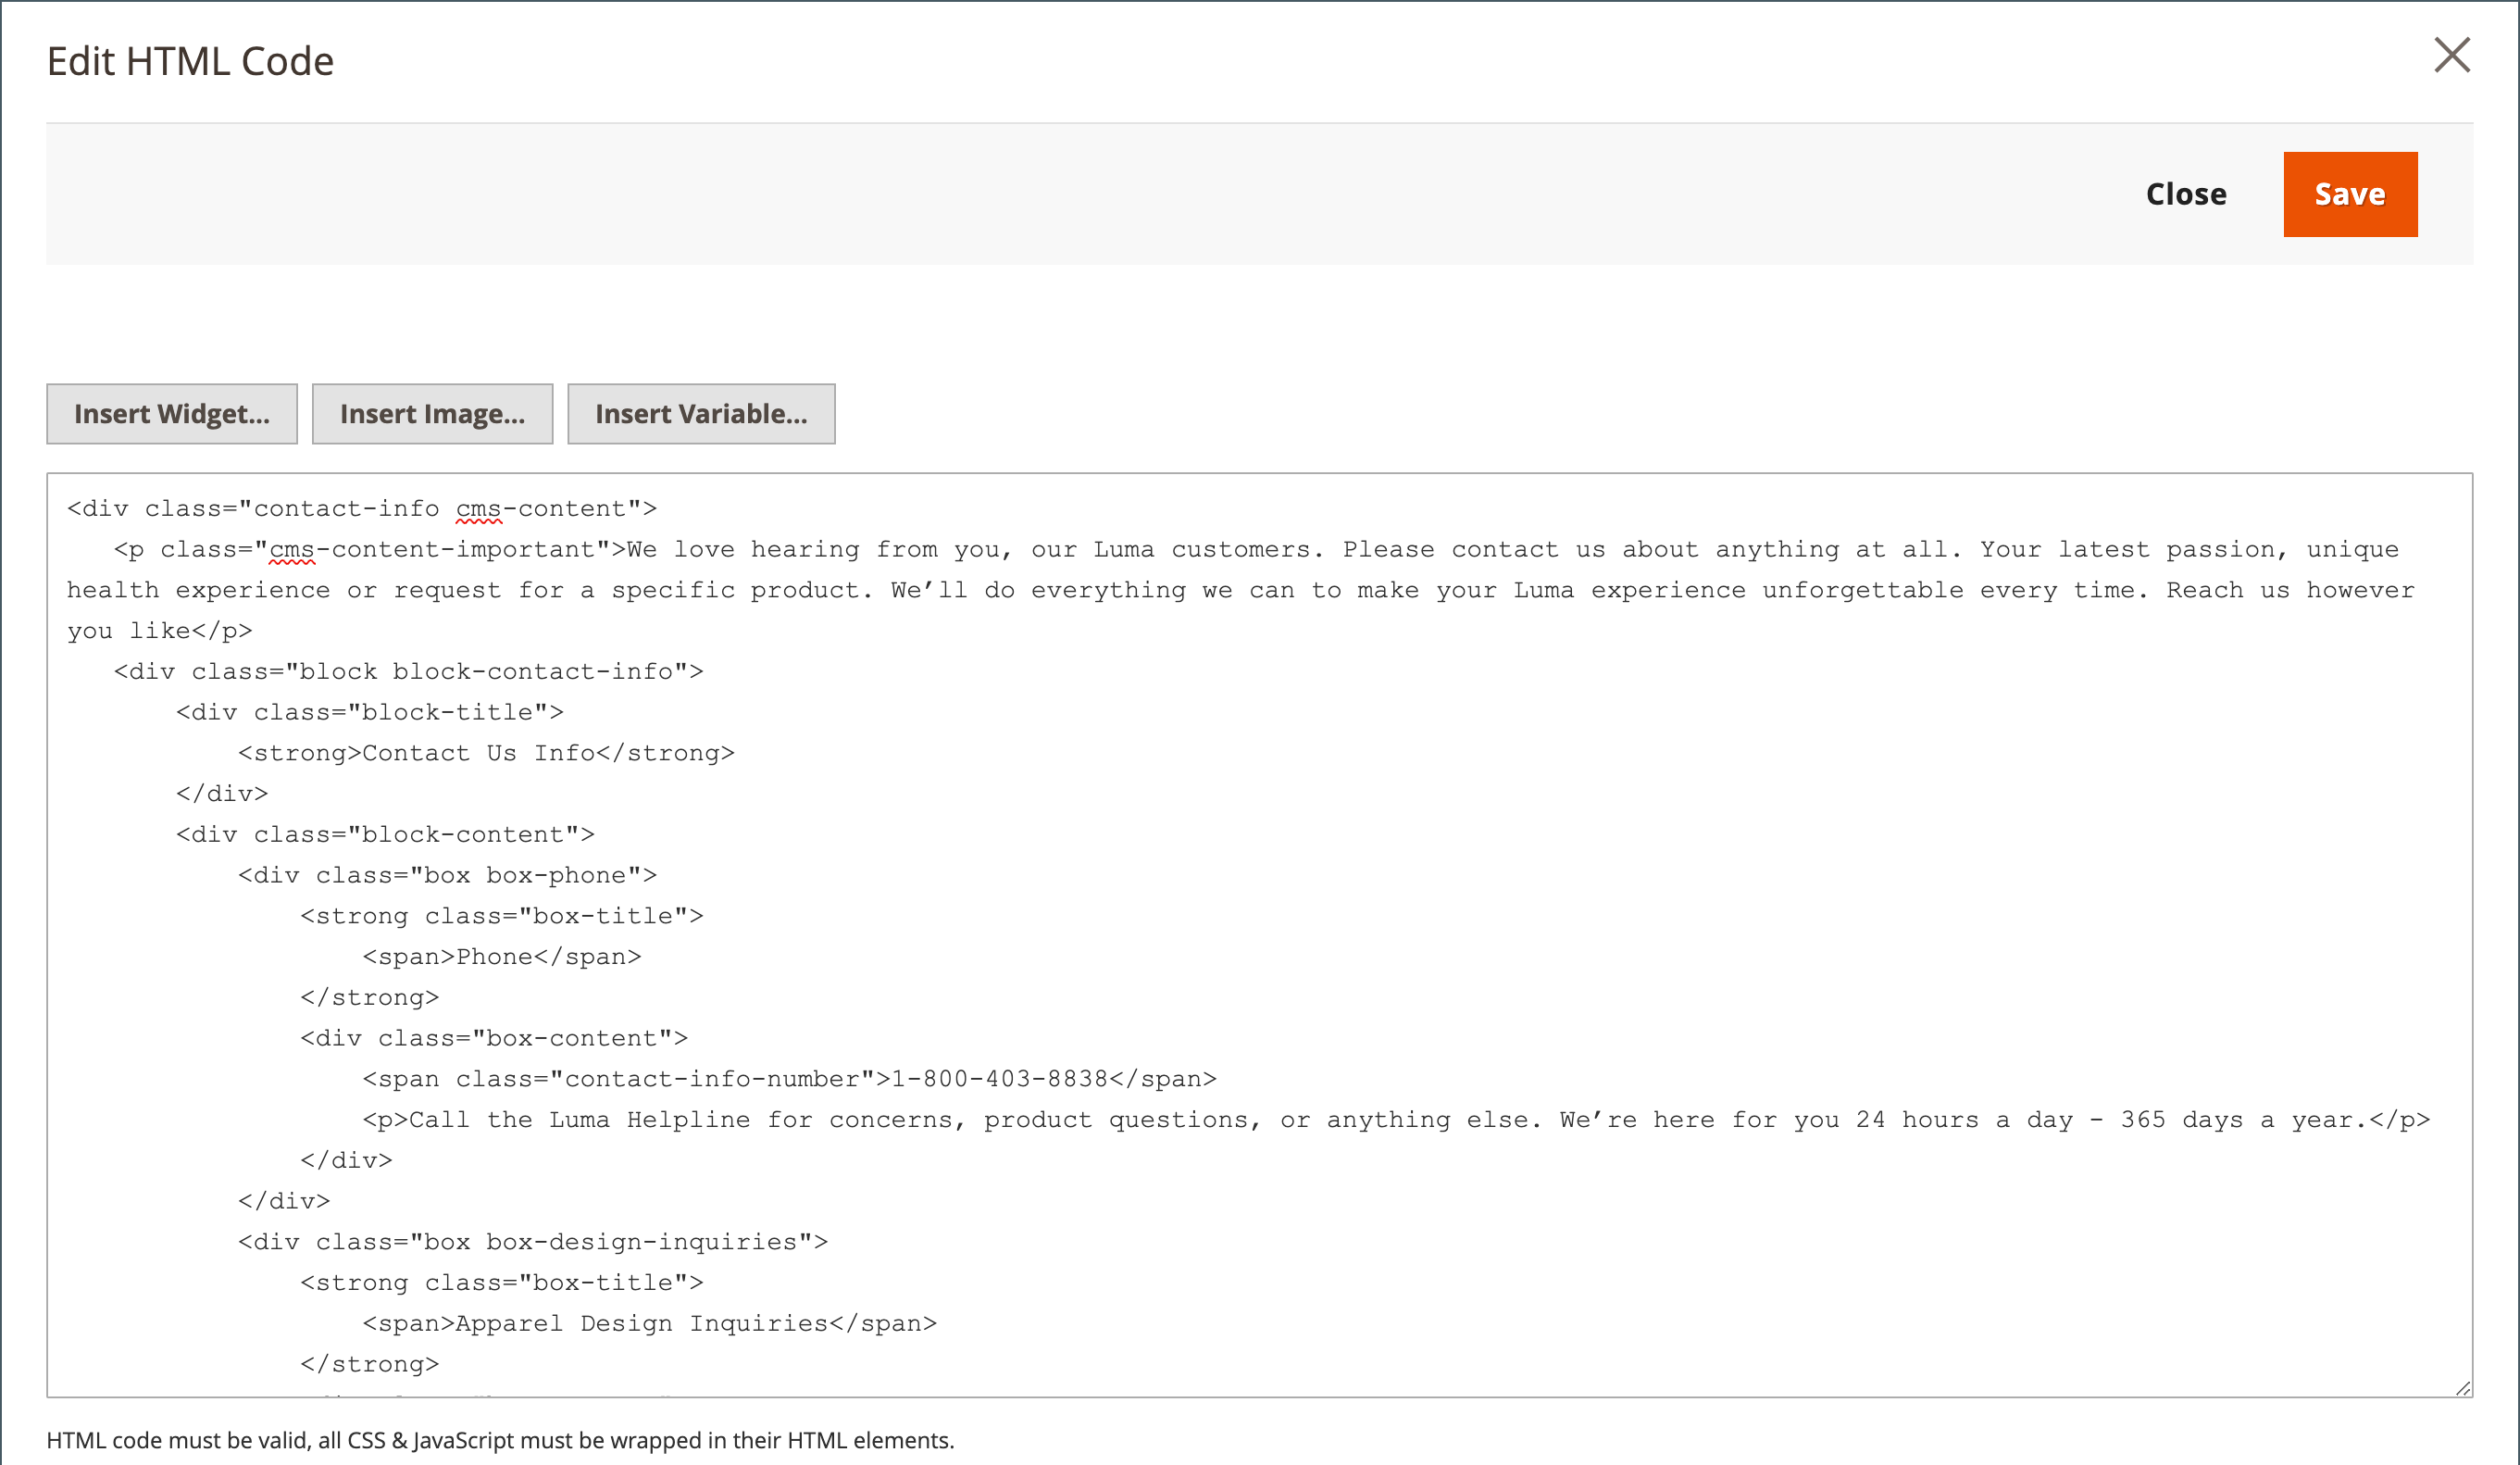 Edit HTML Code
Close
Save
Insert Widget...
Insert Image...
Insert Variable...
<div class="contact-info cms-content">
<p class="cms-content-important">We love hearing from you, our Luma customers. Please contact us about anything at all. Your latest passion, unique
health experience or request for a specific product. We’ll do everything we can to make your Luma experience unforgettable every time. Reach us however
you like</p>
<div class="block block-contact-info">
<div class="block-title">
<strong>Contact Us Info</strong>
</div>
<div class="block-content">
<div class="box box-phone">
<strong class="box-title">
<span>Phone</span>
</strong>
<div class="box-content">
<span class="contact-info-number">1-800-403-8838</span>
<p>Call the Luma Helpline for concerns, product questions, or anything else. We’re here for you 24 hours a day - 365 days a year.</p>
</div>
</div>
<div class="box box-design-inquiries">
<strong class="box-title">
<span>Apparel Design Inquiries</span>
</strong>
HTML code must be valid, all CSS & JavaScript must be wrapped in their HTML elements.